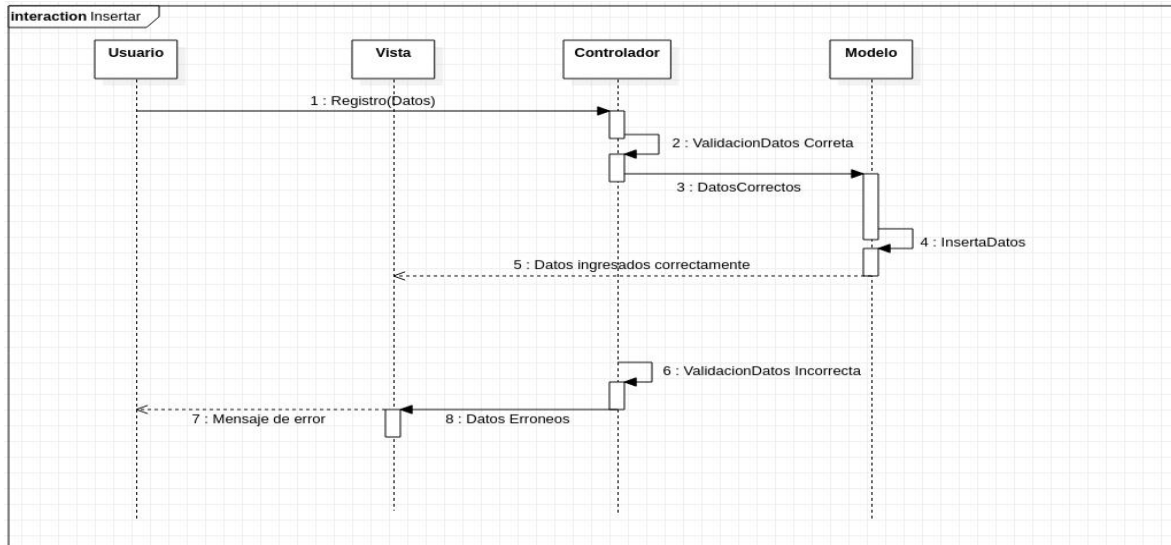 interaction Insertar
Usuario
Vista
Controlador
Modelo
1 : Registro(Datos)
2 : ValidacionDatos Correta
3 : DatosCorrectos
4 : InsertaDatos
5 : Datos ingresados correctamente
6 : ValidacionDatos Incorrecta
7 : Mensaje de error
8 : Datos Erroneos